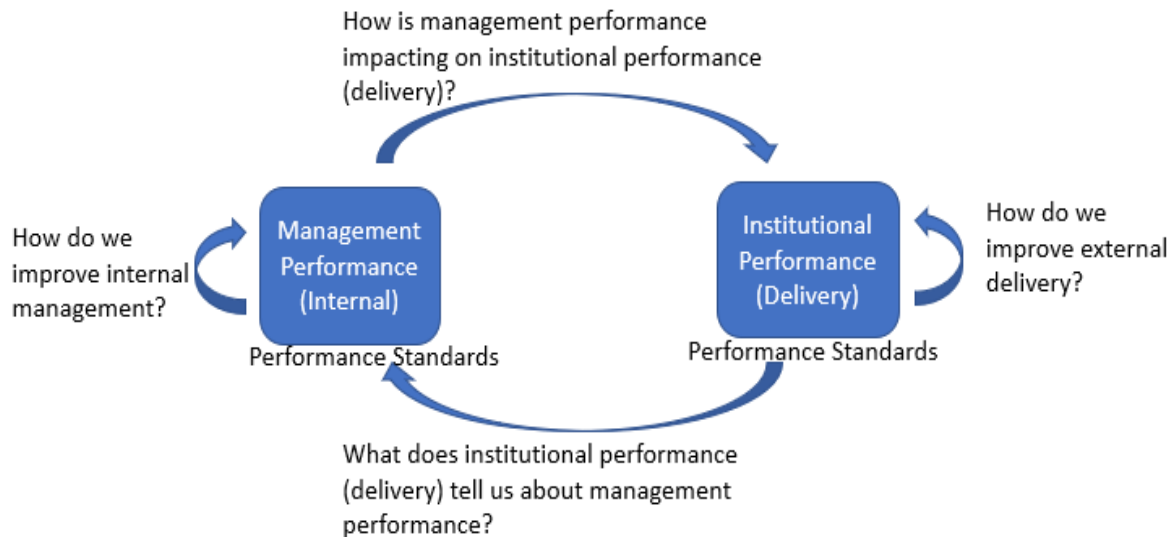 How is management performance
impacting on institutional performance
(delivery)?
How do we
improve internal
management?
Management
Performance
(Internal)
Performance Standards
Institutional
Performance
(Delivery)
Performance Standards
How do we
improve external
delivery?
What does institutional performance
(delivery) tell us about management
performance?